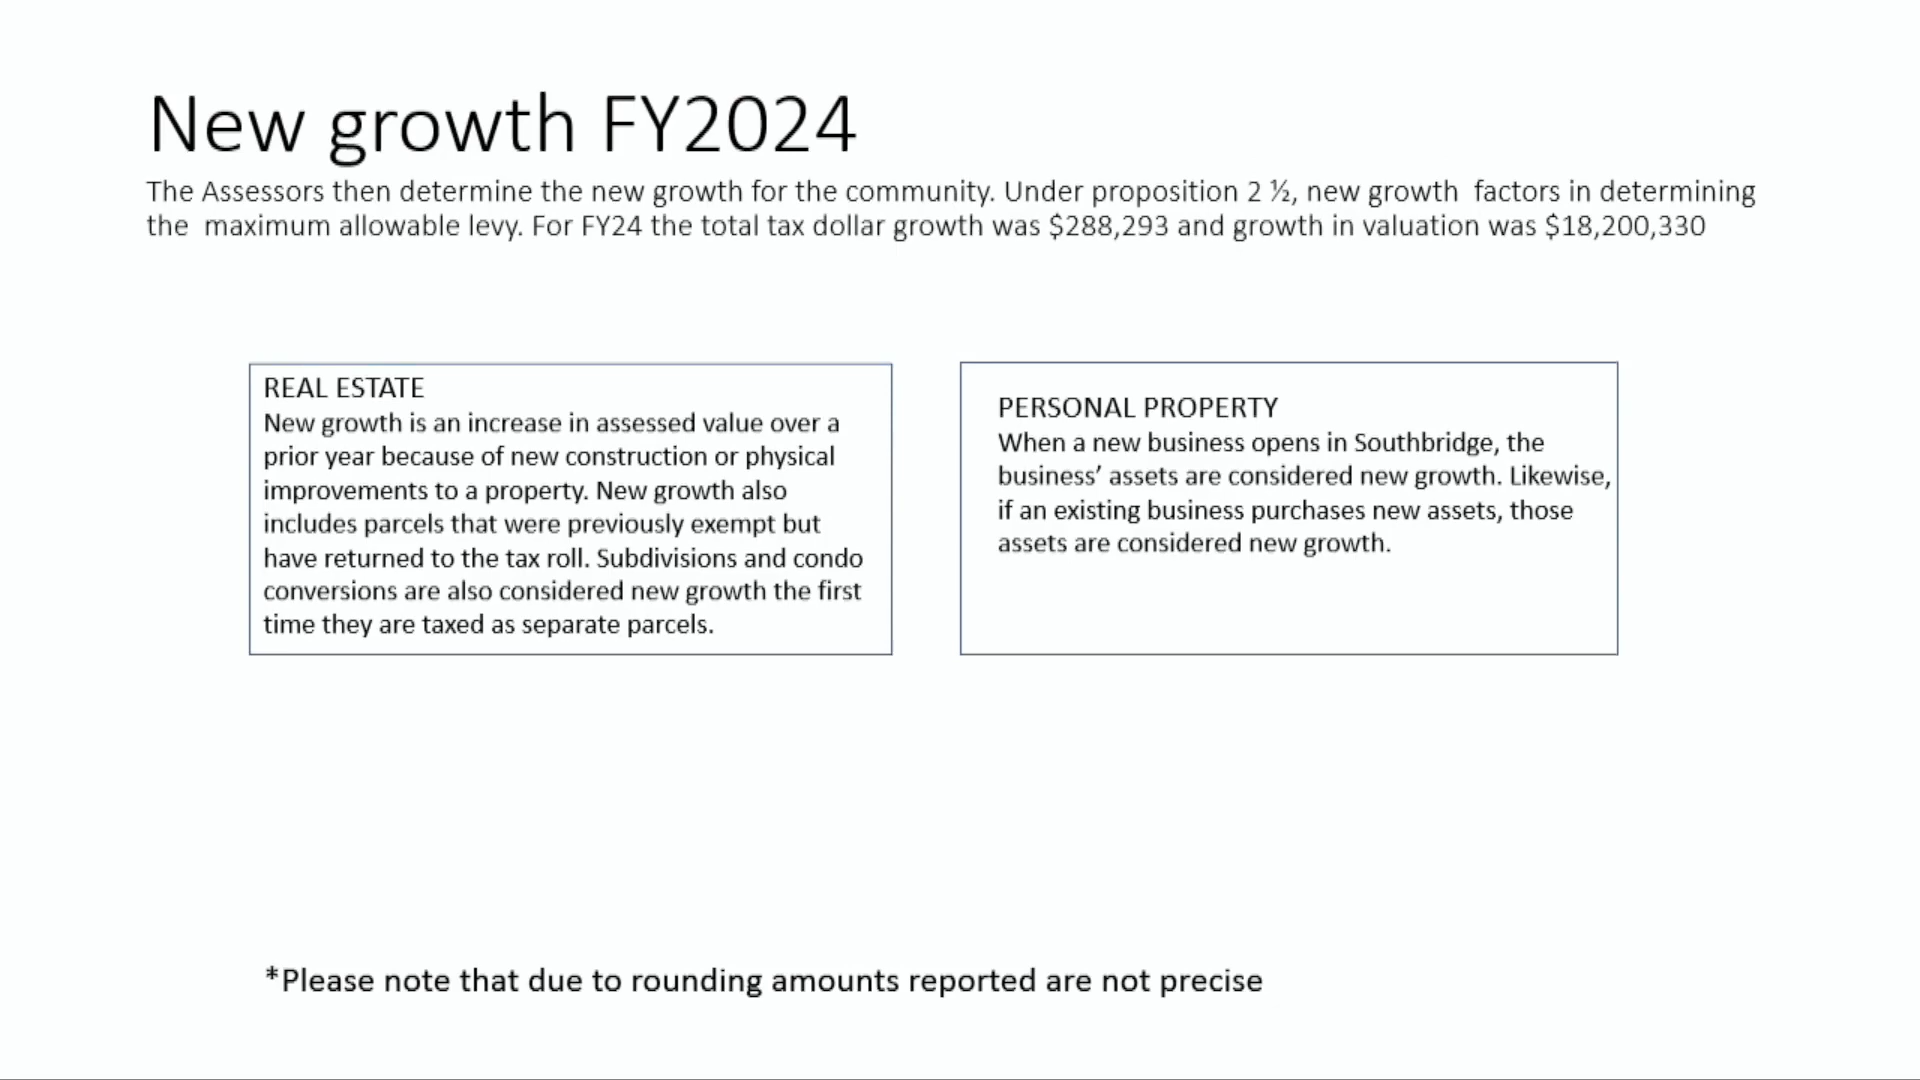 New growth FY2024
The Assessors then determine the new growth for the community. Under proposition 2 ½, new growth  factors in determining
the  maximum allowable levy. For FY24 the total tax dollar growth was $288,293 and growth in valuation was $18,200,330
REAL ESTATE
New growth is an increase in assessed value over a
prior year because of new construction or physical
improvements to a property. New growth also
includes parcels that were previously exempt but
have returned to the tax roll. Subdivisions and condo
conversions are also considered new growth the first
time they are taxed as separate parcels.
PERSONAL PROPERTY
When a new business opens in Southbridge, the
business’ assets are considered new growth. Likewise,
if an existing business purchases new assets, those
assets are considered new growth.
*Please note that due to rounding amounts reported are not precise